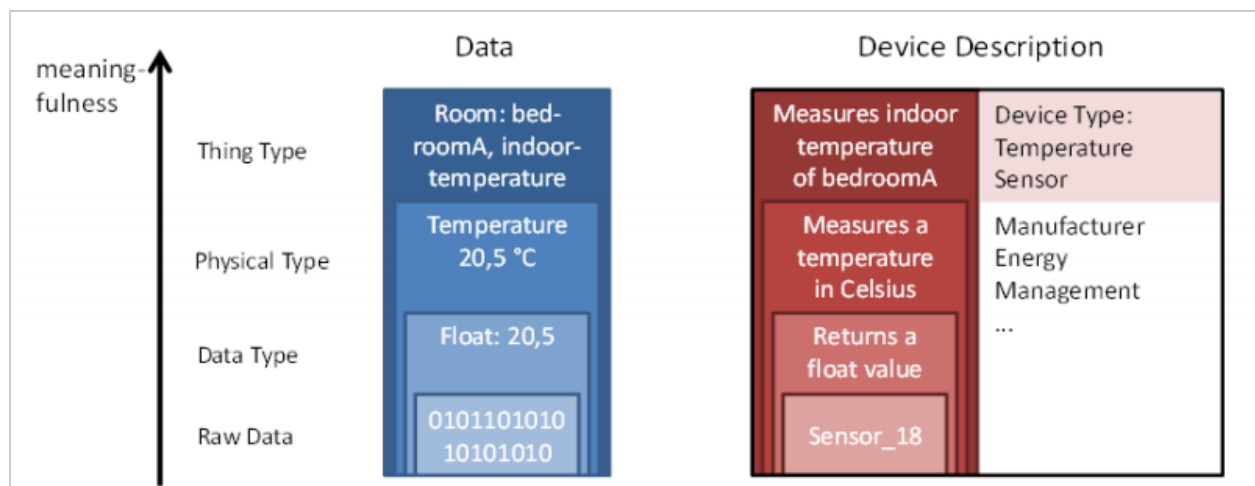 Data
Device Description
meaning-
fulness
Thing Type
Room: bed-
roomA, indoor-
temperature
Measures indoor
temperature
of bedroomA
Device Type:
Temperature
Sensor
Physical Type
Temperature
20,5 °C
Measures a
temperature
in Celsius
Manufacturer
Energy
Management
...
Data Type
Float: 20,5
Returns a
float value
Raw Data
0101101010
10101010
Sensor_18